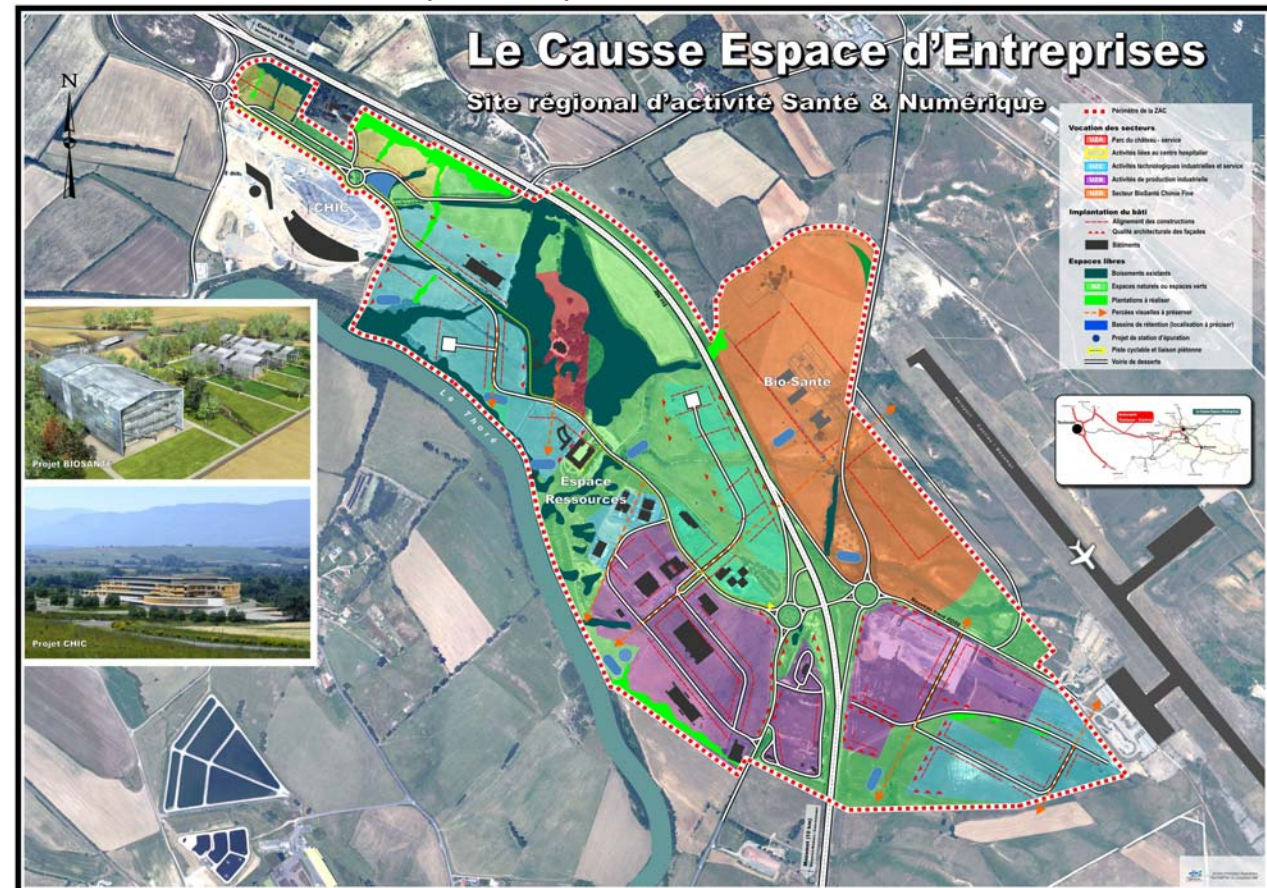 Le Causse Espace d'Entreprises
Site régional d'activité Santé & Numérique
N
Périmètre de la ZAC
Vocation des secteurs
Parc du château - service
Activités liées au centre hospitalier
Activités technologiques industrielles et service
Activités de production industrielle
Secteur BioSanté Chimie Fine
Implantation du bâti
Alignement des constructions
Qualité architecturale des façades
Bâtiments
Espaces libres
Boisements existants
Espaces naturels ou espaces verts
Plantations à réaliser
Percées visuelles à préserver
Bassins de rétention (localisation à préciser)
Projet de station d'épuration
Piste cyclable et liaison piétonne
Voirie de desserte
CHIC
Bio-Santé
Le Thoré
Espace
Ressources
Projet BIOSANTE
Projet CHIC